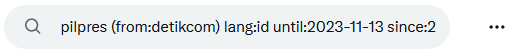 pilpres (from:detikcom) lang:id until:2023-11-13 since:2